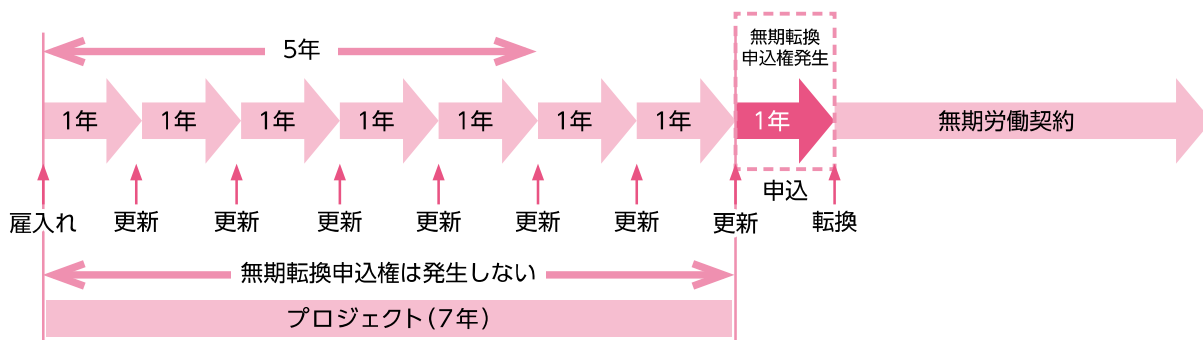 5年
無期転換
申込権発生
1年
1年
1年
1年
1年
1年
1年
1年
無期労働契約
申込
雇入れ
更新
更新
更新
更新
更新
更新
更新
転換
無期転換申込権は発生しない
プロジェクト（7年）